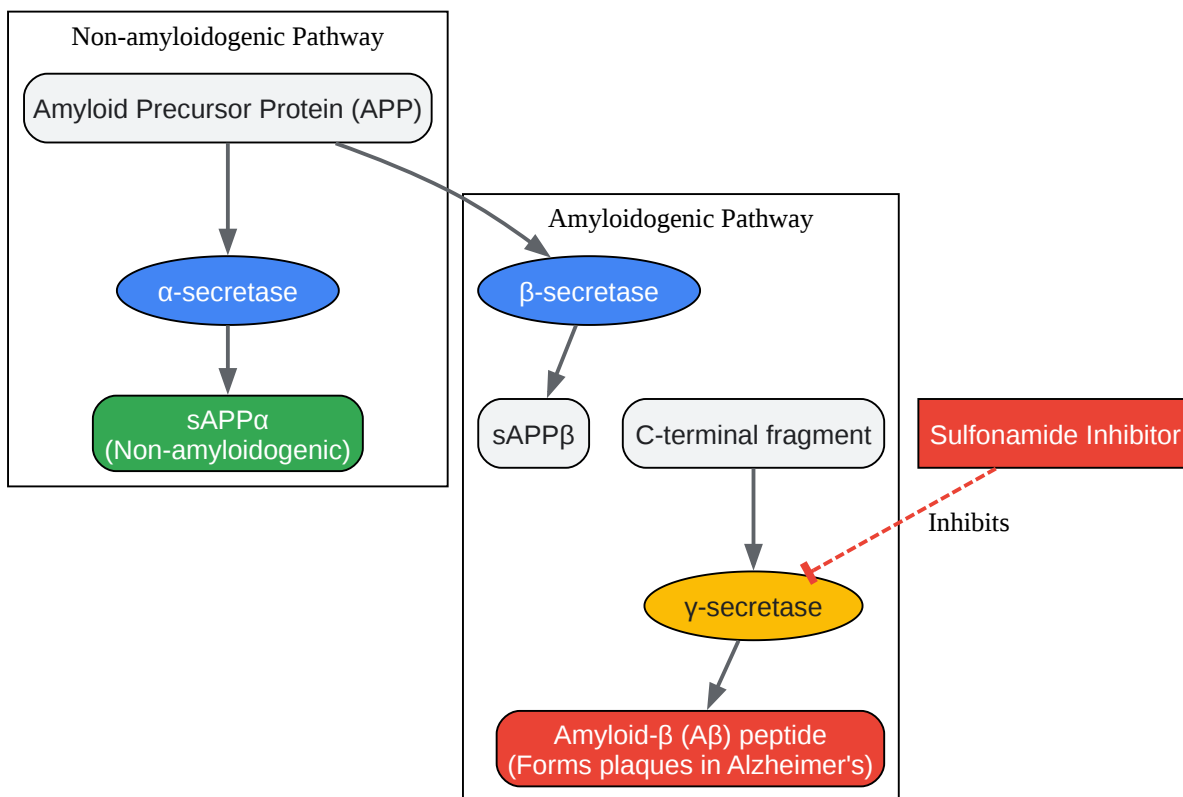 Non-amyloidogenic Pathway
Amyloid Precursor Protein (APP)
Amyloidogenic Pathway
α-secretase
β-secretase
sAPPα
(Non-amyloidogenic)
sAPPβ
C-terminal fragment
Sulfonamide Inhibitor
Inhibits
γ-secretase
Amyloid-β (Aβ) peptide
(Forms plaques in Alzheimer's)